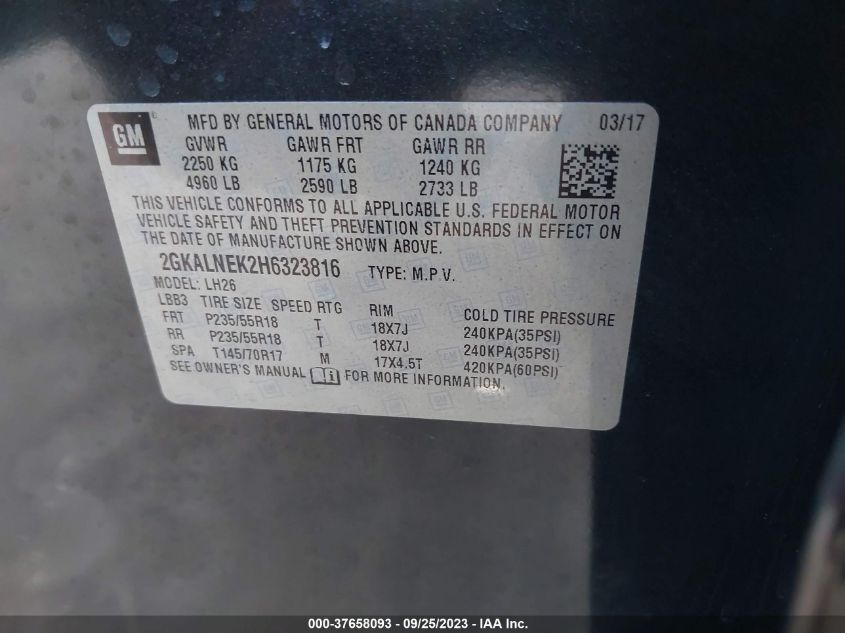 GM
MFD BY GENERAL MOTORS OF CANADA COMPANY 03/17
GVWR GAWR FRT GAWR RR
2250 KG 1175 KG 1240 KG
4960 LB 2590 LB 2733 LB
THIS VEHICLE CONFORMS TO ALL APPLICABLE U.S. FEDERAL MOTOR
VEHICLE SAFETY AND THEFT PREVENTION STANDARDS IN EFFECT ON
THE DATE OF MANUFACTURE SHOWN ABOVE.
2GKALNEK2H6323816 TYPE: M.P.V.
MODEL: LH26
LBB3 TIRE SIZE SPEED RTG RIM COLD TIRE PRESSURE
FRT P235/55R18 T 18X7J 240KPA(35PSI)
RR P235/55R18 T 18X7J 240KPA(35PSI)
SPA T145/70R17 M 17X4.5T 420KPA(60PSI)
SEE OWNER'S MANUAL FOR MORE INFORMATION.
000-37658093 - 09/25/2023 - IAA Inc.